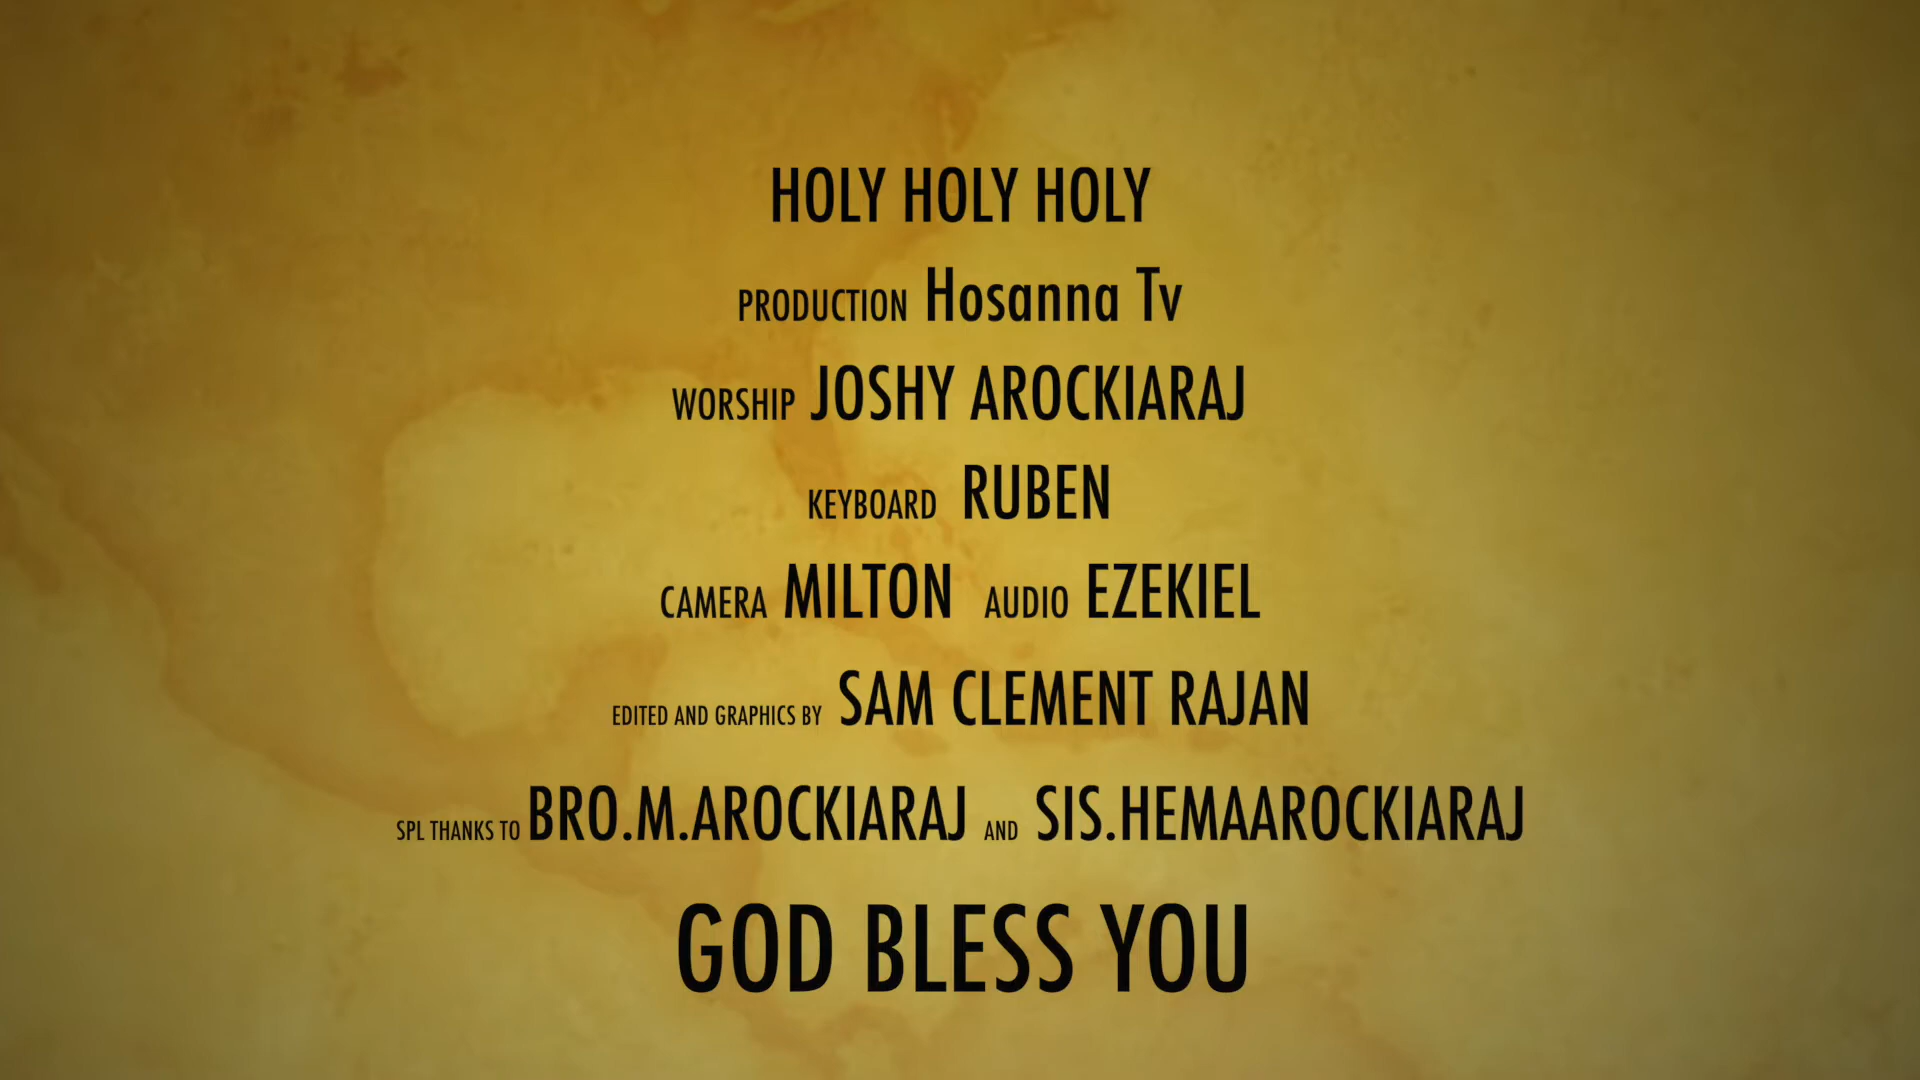 HOLY HOLY HOLY
PRODUCTION Hosanna Tv
WORSHIP JOSHY AROCKIARAJ
KEYBOARD RUBEN
CAMERA MILTON AUDIO EZEKIEL
EDITED AND GRAPHICS BY SAM CLEMENT RAJAN
SPL THANKS TO BRO.M.AROCKIARAJ AND SIS.HEMAAROCKIARAJ
GOD BLESS YOU